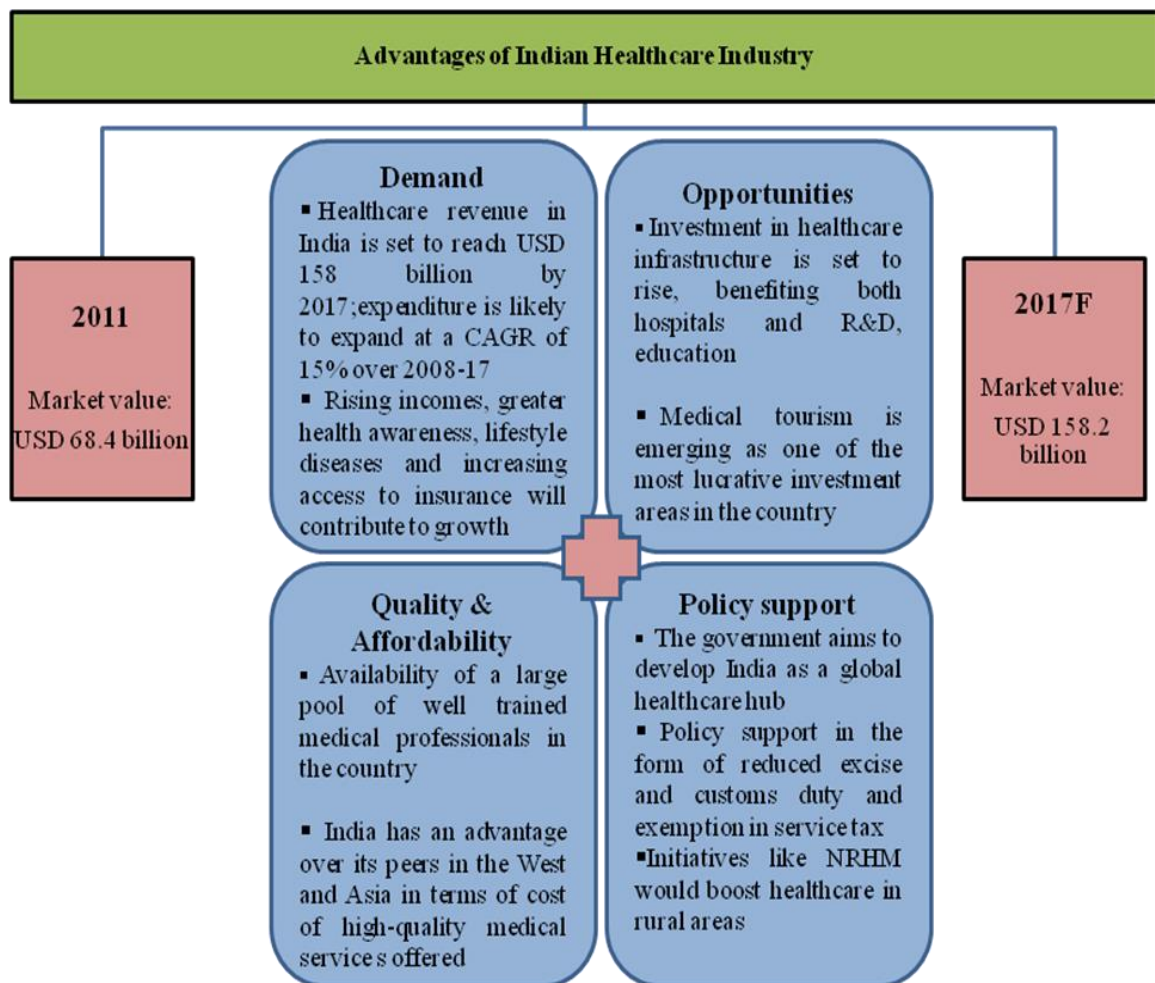 Advantages of Indian Healthcare Industry
2011
Market value:
USD 68.4 billion
Demand
▪ Healthcare revenue in
India is set to reach USD
158 billion by
2017;expenditure is likely
to expand at a CAGR of
15% over 2008-17
▪ Rising incomes, greater
health awareness, lifestyle
diseases and increasing
access to insurance will
contribute to growth
Opportunities
▪ Investment in healthcare
infrastructure is set to
rise, benefiting both
hospitals and R&D,
education
▪ Medical tourism is
emerging as one of the
most lucrative investment
areas in the country
2017F
Market value:
USD 158.2
billion
Quality &
Affordability
▪ Availability of a large
pool of well trained
medical professionals in
the country
▪ India has an advantage
over its peers in the West
and Asia in terms of cost
of high-quality medical
services offered
Policy support
▪ The government aims to
develop India as a global
healthcare hub
▪ Policy support in the
form of reduced excise
and customs duty and
exemption in service tax
▪Initiatives like NRHM
would boost healthcare in
rural areas